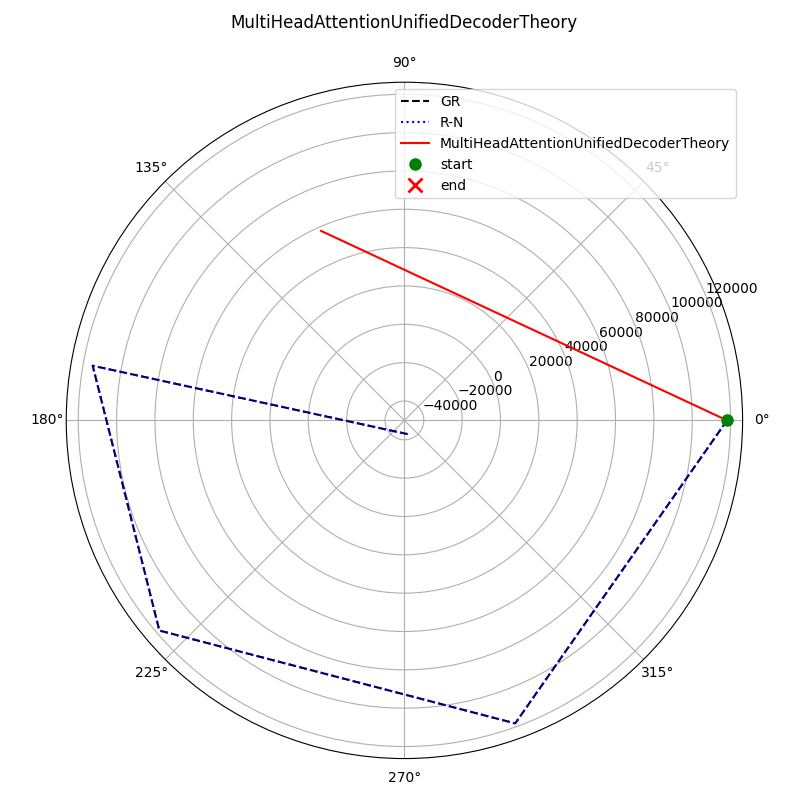 MultiHeadAttentionUnifiedDecoderTheory
90°
GR
R-N
MultiHeadAttentionUnifiedDecoderTheory
start
end
135°
45°
120000
100000
80000
60000
40000
20000
0
−20000
−40000
180°
0°
225°
315°
270°